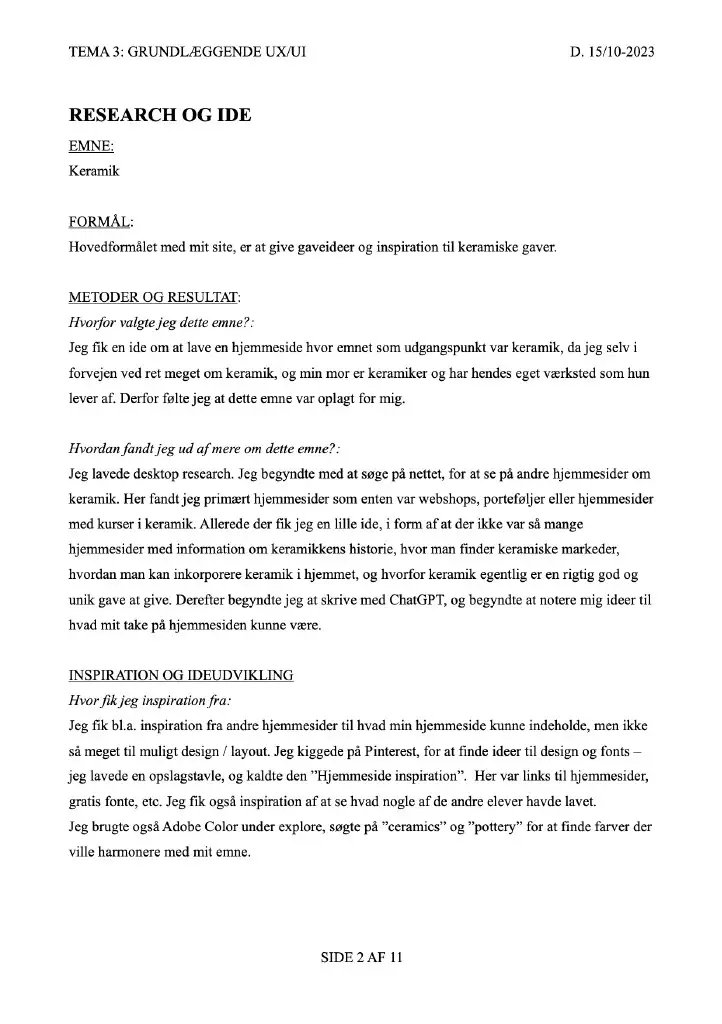 TEMA 3: GRUNDLÆGGENDE UX/UI D. 15/10-2023
RESEARCH OG IDE
EMNE:
Keramik
FORMÅL:
Hovedformålet med mit site, er at give gaveideer og inspiration til keramiske gaver.
METODER OG RESULTAT:
Hvorfor valgte jeg dette emne?:
Jeg fik en ide om at lave en hjemmeside hvor emnet som udgangspunkt var keramik, da jeg selv i
forvejen ved ret meget om keramik, og min mor er keramiker og har hendes eget værksted som hun
lever af. Derfor følte jeg at dette emne var oplagt for mig.
Hvordan fandt jeg ud af mere om dette emne?:
Jeg lavede desktop research. Jeg begyndte med at søge på nettet, for at se på andre hjemmesider om
keramik. Her fandt jeg primært hjemmesider som enten var webshops, porteføljer eller hjemmesider
med kurser i keramik. Allerede der fik jeg en lille ide, i form af at der ikke var så mange
hjemmesider med information om keramikkens historie, hvor man finder keramiske markeder,
hvordan man kan inkorporere keramik i hjemmet, og hvorfor keramik egentlig er en rigtig god og
unik gave at give. Derefter begyndte jeg at skrive med ChatGPT, og begyndte at notere mig ideer til
hvad mit take på hjemmesiden kunne være.
INSPIRATION OG IDEUDVIKLING
Hvor fik jeg inspiration fra:
Jeg fik bl.a. inspiration fra andre hjemmesider til hvad min hjemmeside kunne indeholde, men ikke
så meget til muligt design / layout. Jeg kiggede på Pinterest, for at finde ideer til design og fonts –
jeg lavede en opslagstavle, og kaldte den ”Hjemmeside inspiration”.  Her var links til hjemmesider,
gratis fonte, etc. Jeg fik også inspiration af at se hvad nogle af de andre elever havde lavet.
Jeg brugte også Adobe Color under explore, søgte på ”ceramics” og ”pottery” for at finde farver der
ville harmonere med mit emne.
SIDE 2 AF 11